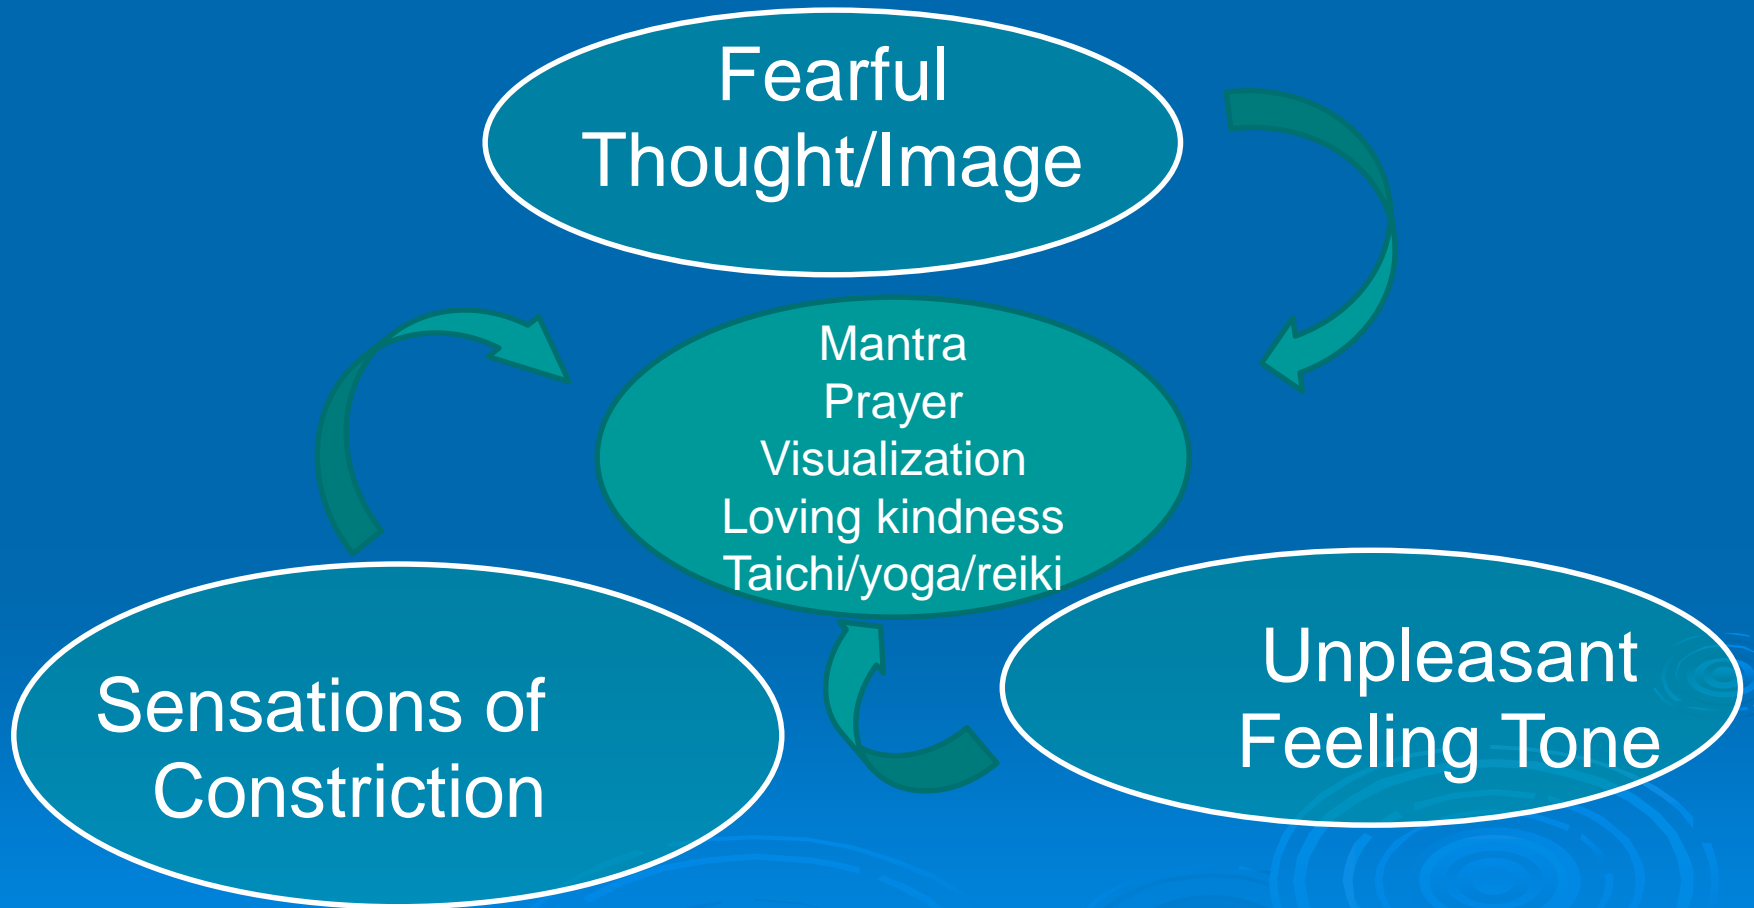 Fearful
Thought/Image
Mantra
Prayer
Visualization
Loving kindness
Taichi/yoga/reiki
Sensations of
Constriction
Unpleasant
Feeling Tone